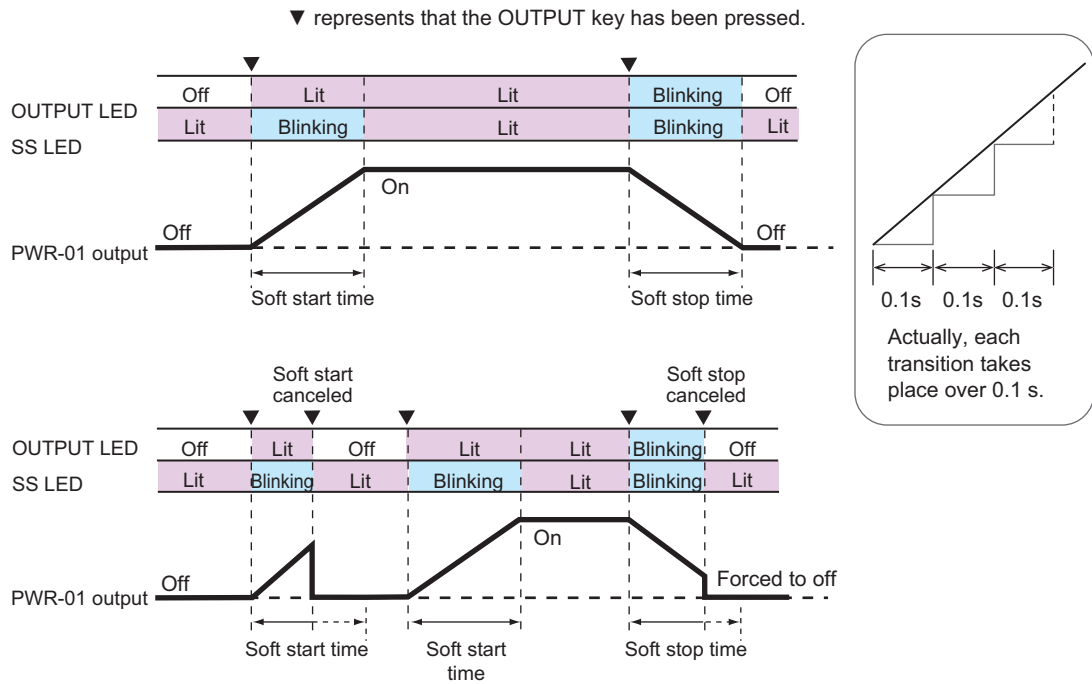 ▼ represents that the OUTPUT key has been pressed.
Off Lit Lit Blinking Off
OUTPUT LED
Lit Blinking Lit Blinking Lit
SS LED
On
Off Off
PWR-01 output
Soft start time Soft stop time
0.1s 0.1s 0.1s
Actually, each
transition takes
place over 0.1 s.
Soft start
canceled
Soft stop
canceled
OUTPUT LED Off Lit Off Lit Lit Blinking Off
SS LED Lit Blinking Lit Blinking Lit Blinking Lit
On
Off Forced to off
PWR-01 output
Soft start time Soft start
time Soft stop time